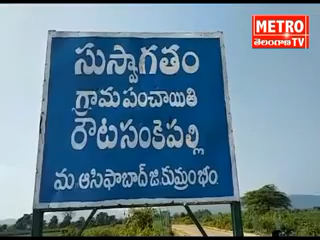 METRO
తెలంగాణ TV
సుస్వాగతం
గ్రామ పంచాయితి
రౌటసంకెపల్లి
మ.ఆసిఫాబాద్ జి.కుమ్రం భీం.